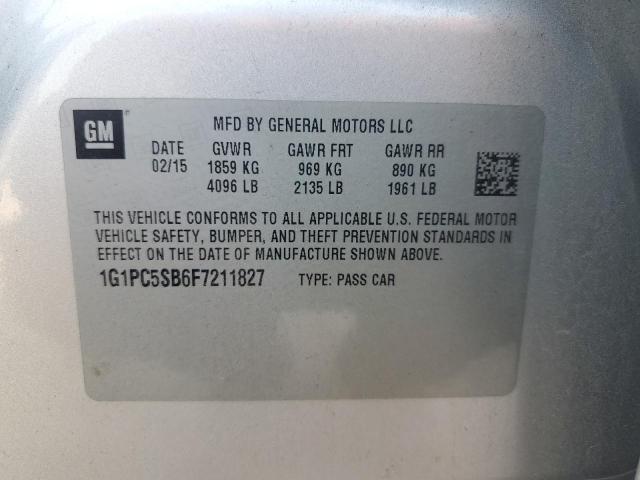 GM
MFD BY GENERAL MOTORS LLC
DATE GVWR GAWR FRT GAWR RR
02/15 1859 KG 969 KG 890 KG
4096 LB 2135 LB 1961 LB
THIS VEHICLE CONFORMS TO ALL APPLICABLE U.S. FEDERAL MOTOR
VEHICLE SAFETY, BUMPER, AND THEFT PREVENTION STANDARDS IN
EFFECT ON THE DATE OF MANUFACTURE SHOWN ABOVE.
1G1PC5SB6F7211827 TYPE: PASS CAR